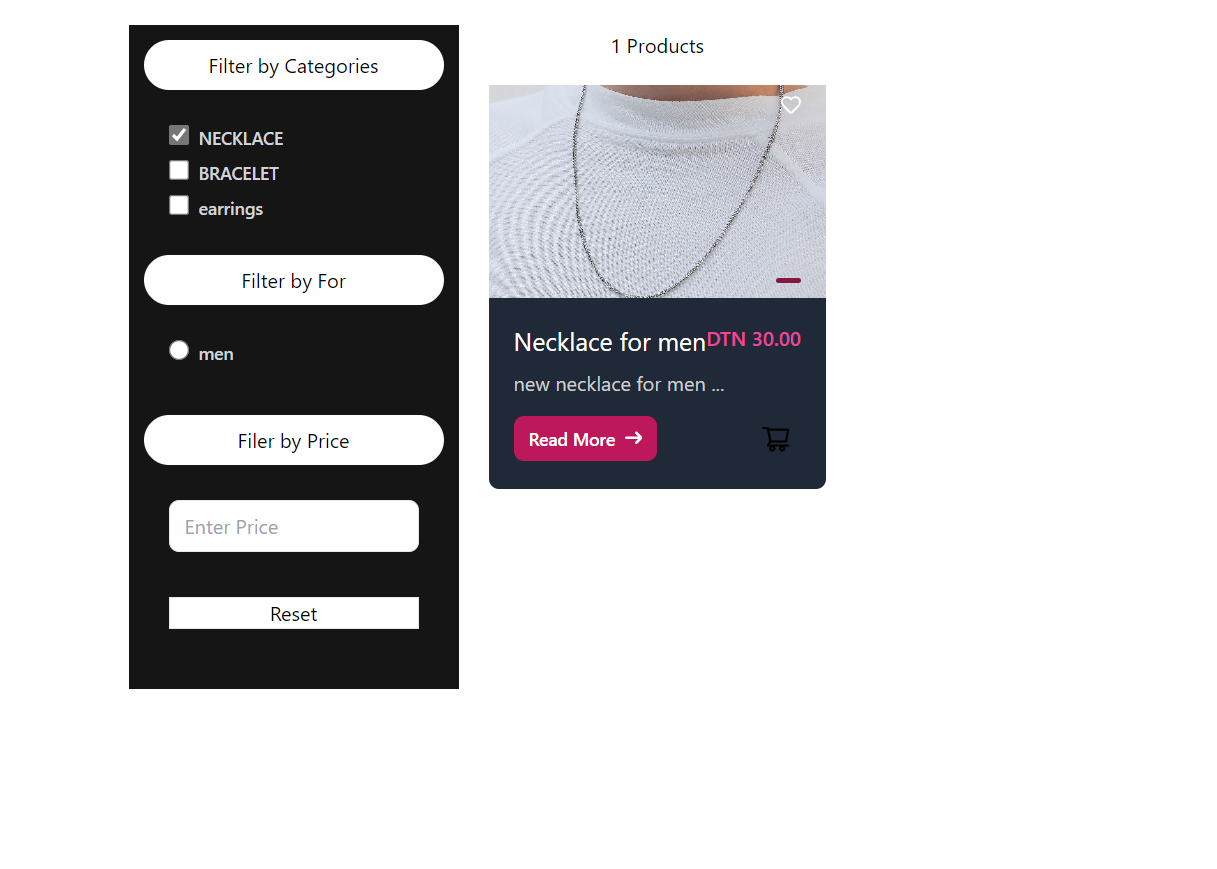 Filter by Categories
NECKLACE
BRACELET
earrings
Filter by For
men
Filer by Price
Enter Price
Reset
1 Products
Necklace for men
DTN 30.00
new necklace for men ...
Read More